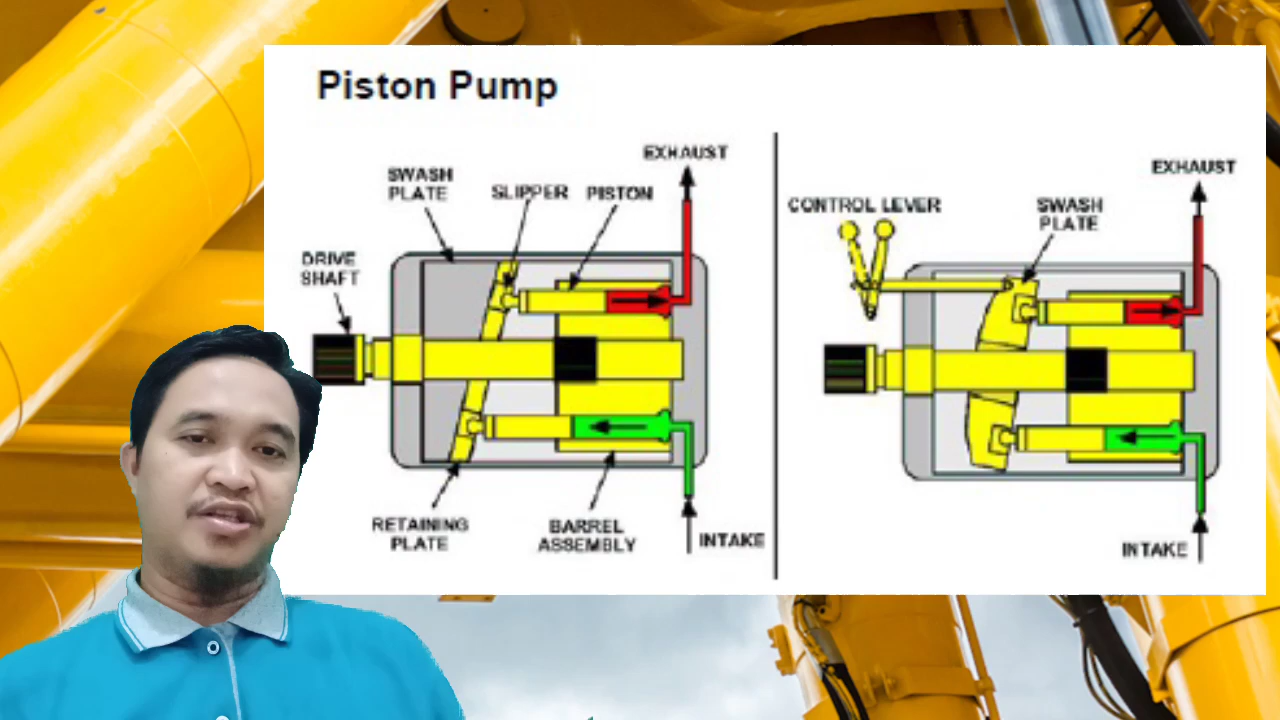 Piston Pump
EXHAUST
SWASH
PLATE
SLIPPER
PISTON
DRIVE
SHAFT
RETAINING
PLATE
BARREL
ASSEMBLY
INTAKE
EXHAUST
CONTROL LEVER
SWASH
PLATE
INTAKE